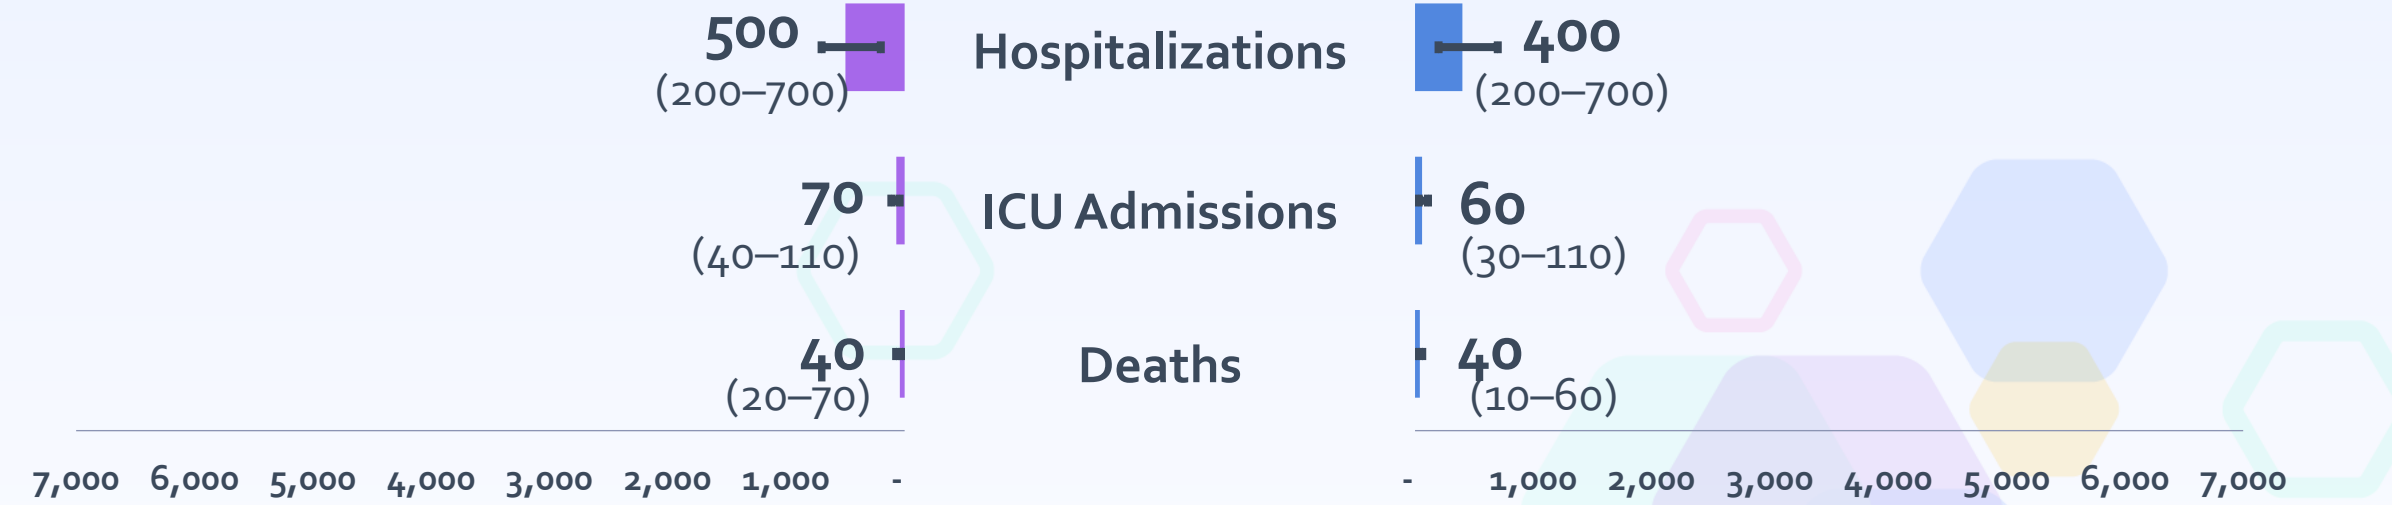 500 Hospitalizations 400
(200–700) (200–700)
70 ICU Admissions 60
(40–110) (30–110)
40 Deaths 40
(20–70) (10–60)
7,000 6,000 5,000 4,000 3,000 2,000 1,000 - - 1,000 2,000 3,000 4,000 5,000 6,000 7,000